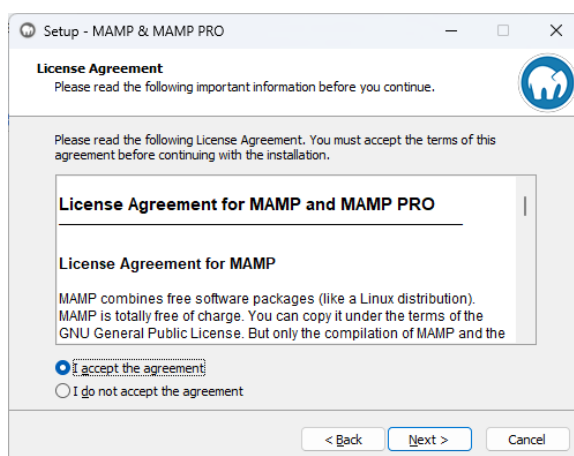 Setup - MAMP & MAMP PRO
License Agreement
Please read the following important information before you continue.
Please read the following License Agreement. You must accept the terms of this
agreement before continuing with the installation.
License Agreement for MAMP and MAMP PRO
License Agreement for MAMP
MAMP combines free software packages (like a Linux distribution).
MAMP is totally free of charge. You can copy it under the terms of the
GNU General Public License. But only the compilation of MAMP and the
I accept the agreement
I do not accept the agreement
< Back Next > Cancel